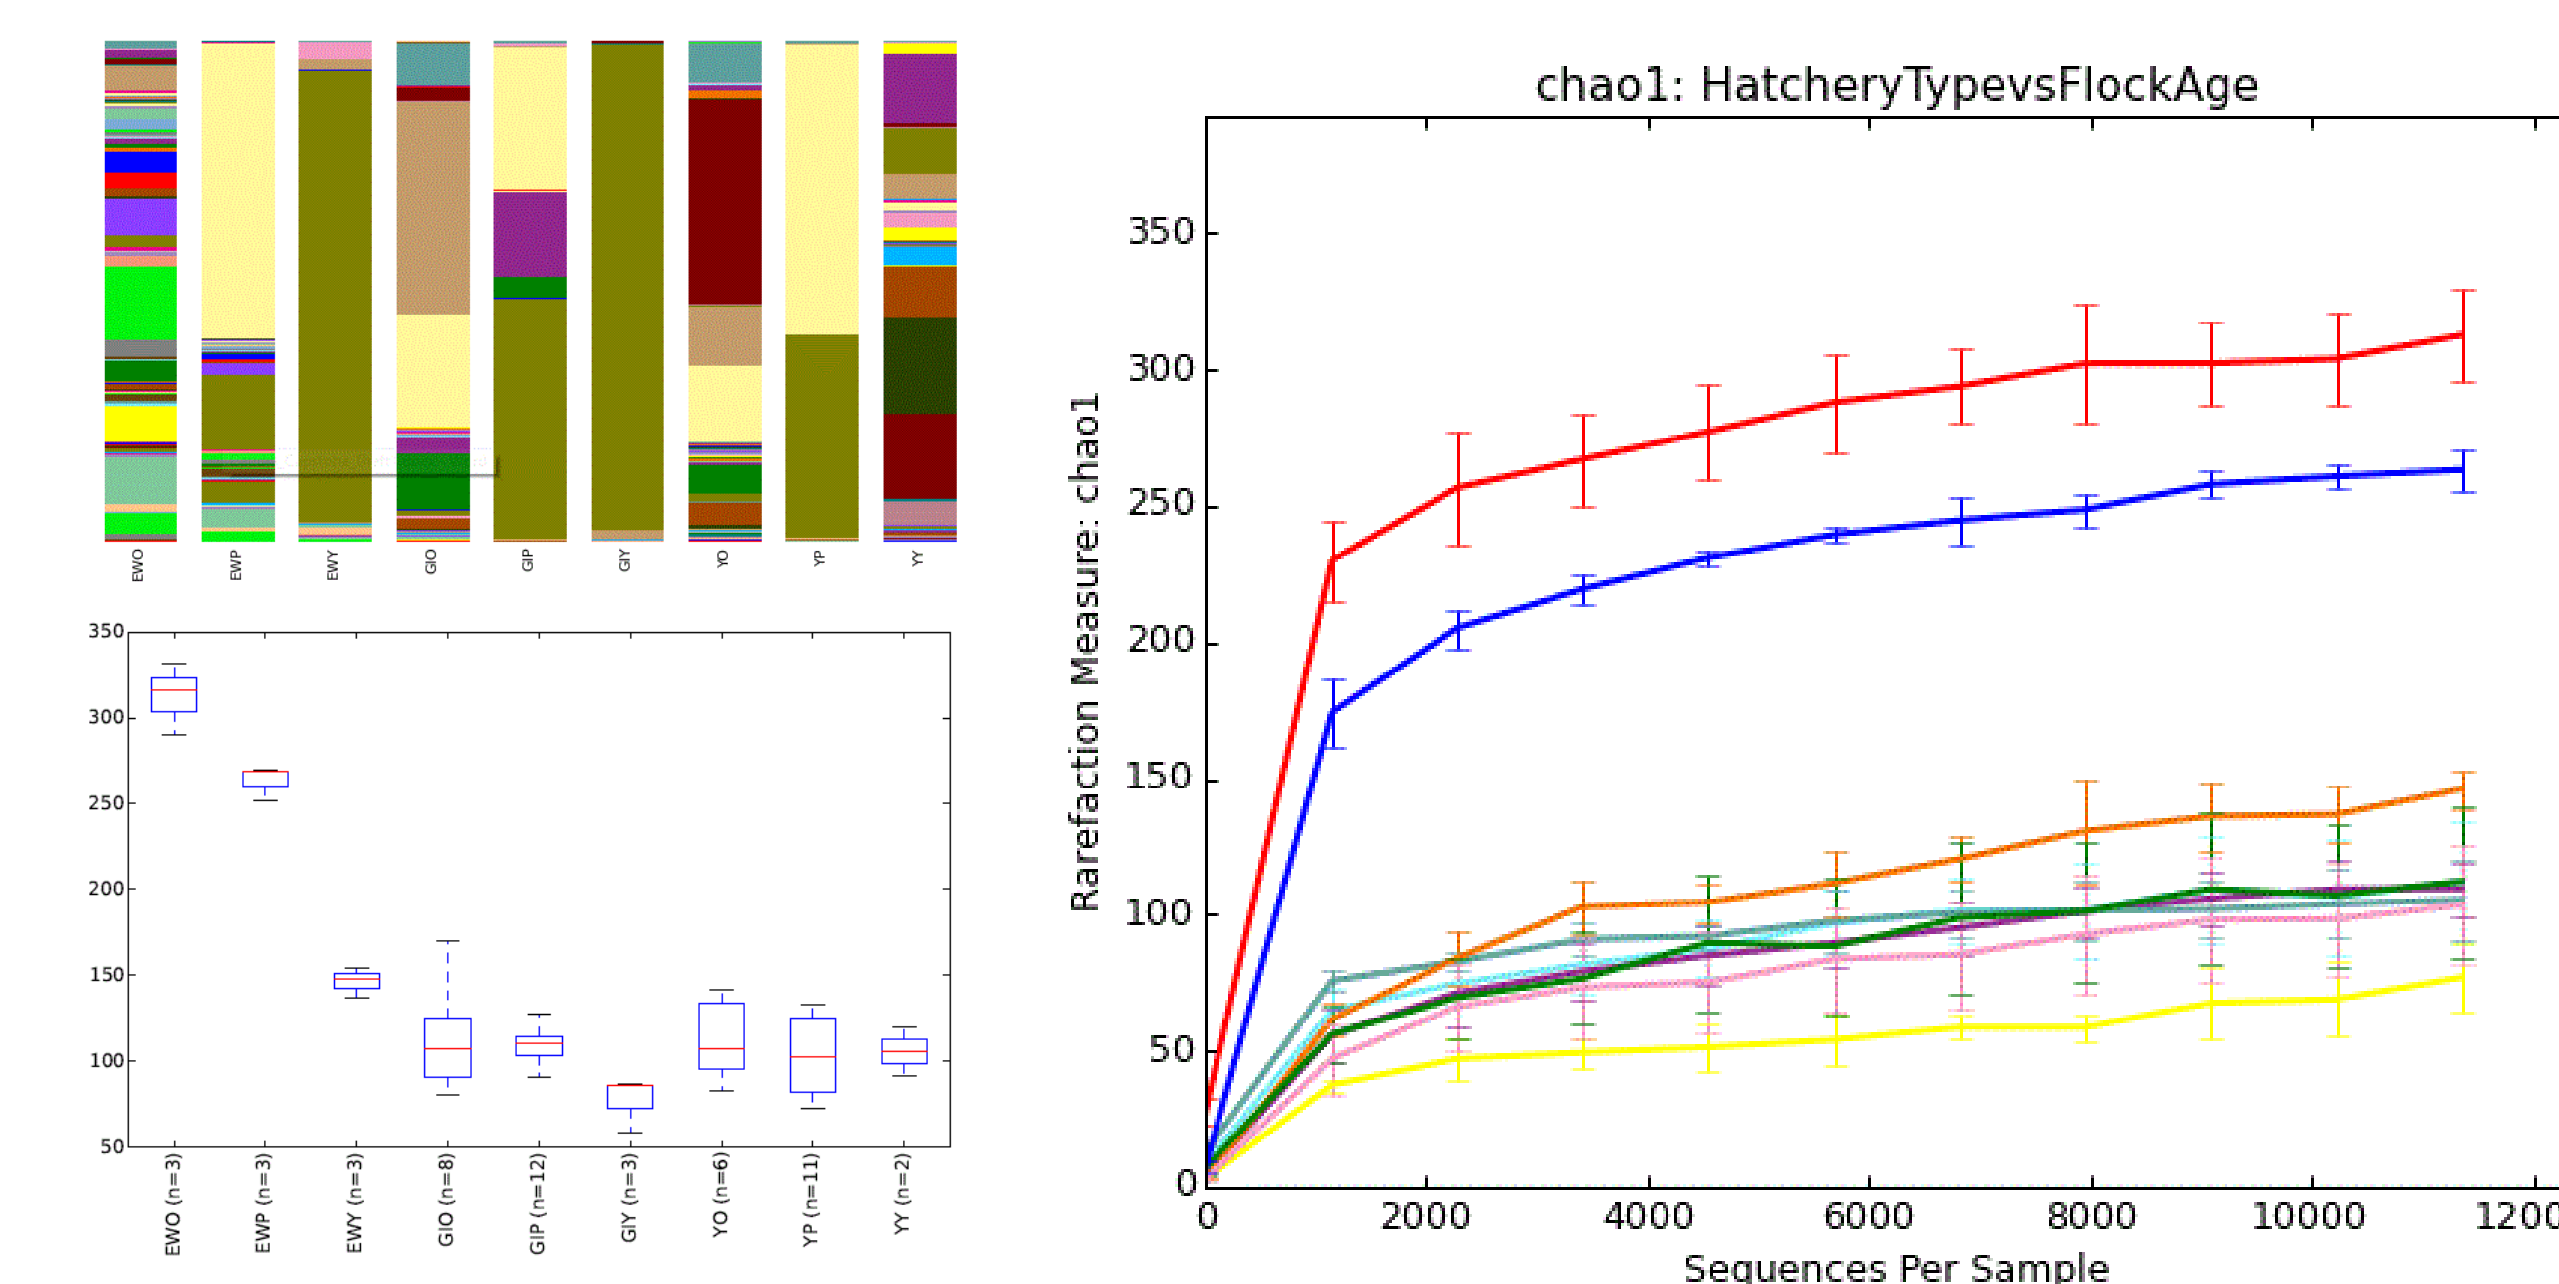 EWO
EWP
EWY
GIO
GIP
GIY
YO
YP
YY
350
300
250
200
150
100
50
EWO (n=3)
EWP (n=3)
EWY (n=3)
GIO (n=8)
GIP (n=12)
GIY (n=3)
YO (n=6)
YP (n=11)
YY (n=2)
chao1: HatcheryTypevsFlockAge
Rarefaction Measure: chao1
350
300
250
200
150
100
50
0
0
2000
4000
6000
8000
10000
1200
Sequences Per Sample